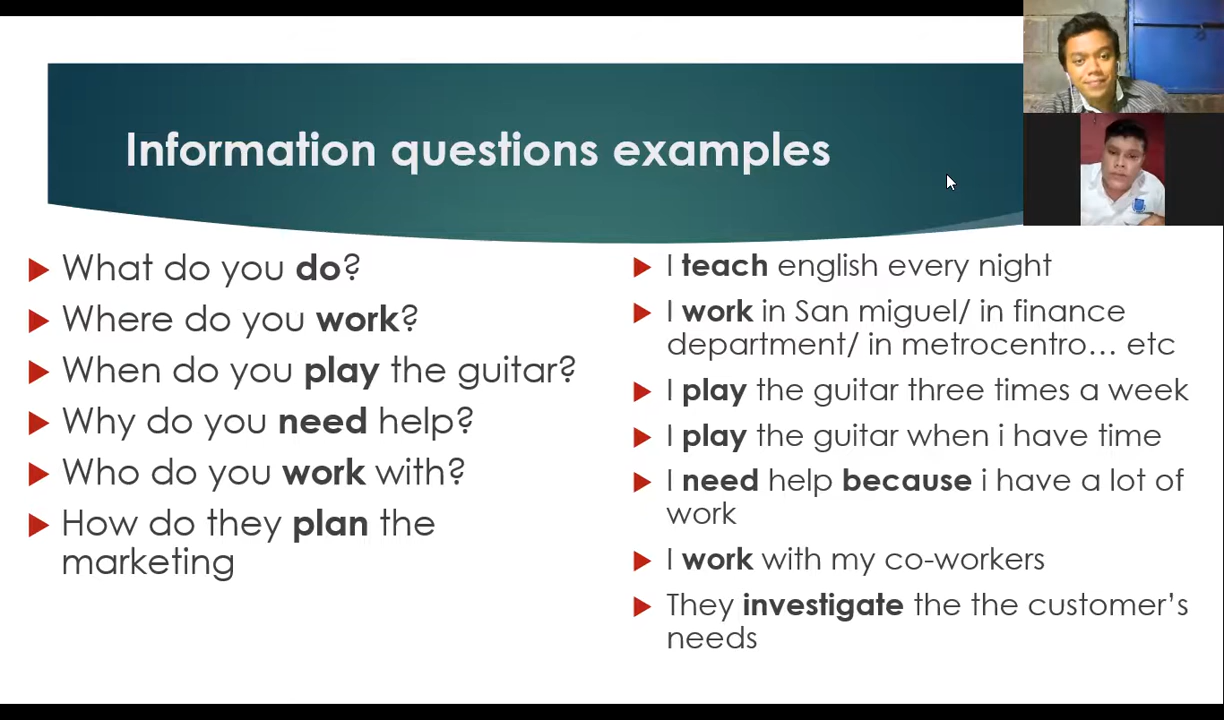 Information questions examples
What do you do?
Where do you work?
When do you play the guitar?
Why do you need help?
Who do you work with?
How do they plan the
marketing
I teach english every night
I work in San miguel/ in finance
department/ in metrocentro... etc
I play the guitar three times a week
I play the guitar when i have time
I need help because i have a lot of
work
I work with my co-workers
They investigate the the customer's
needs